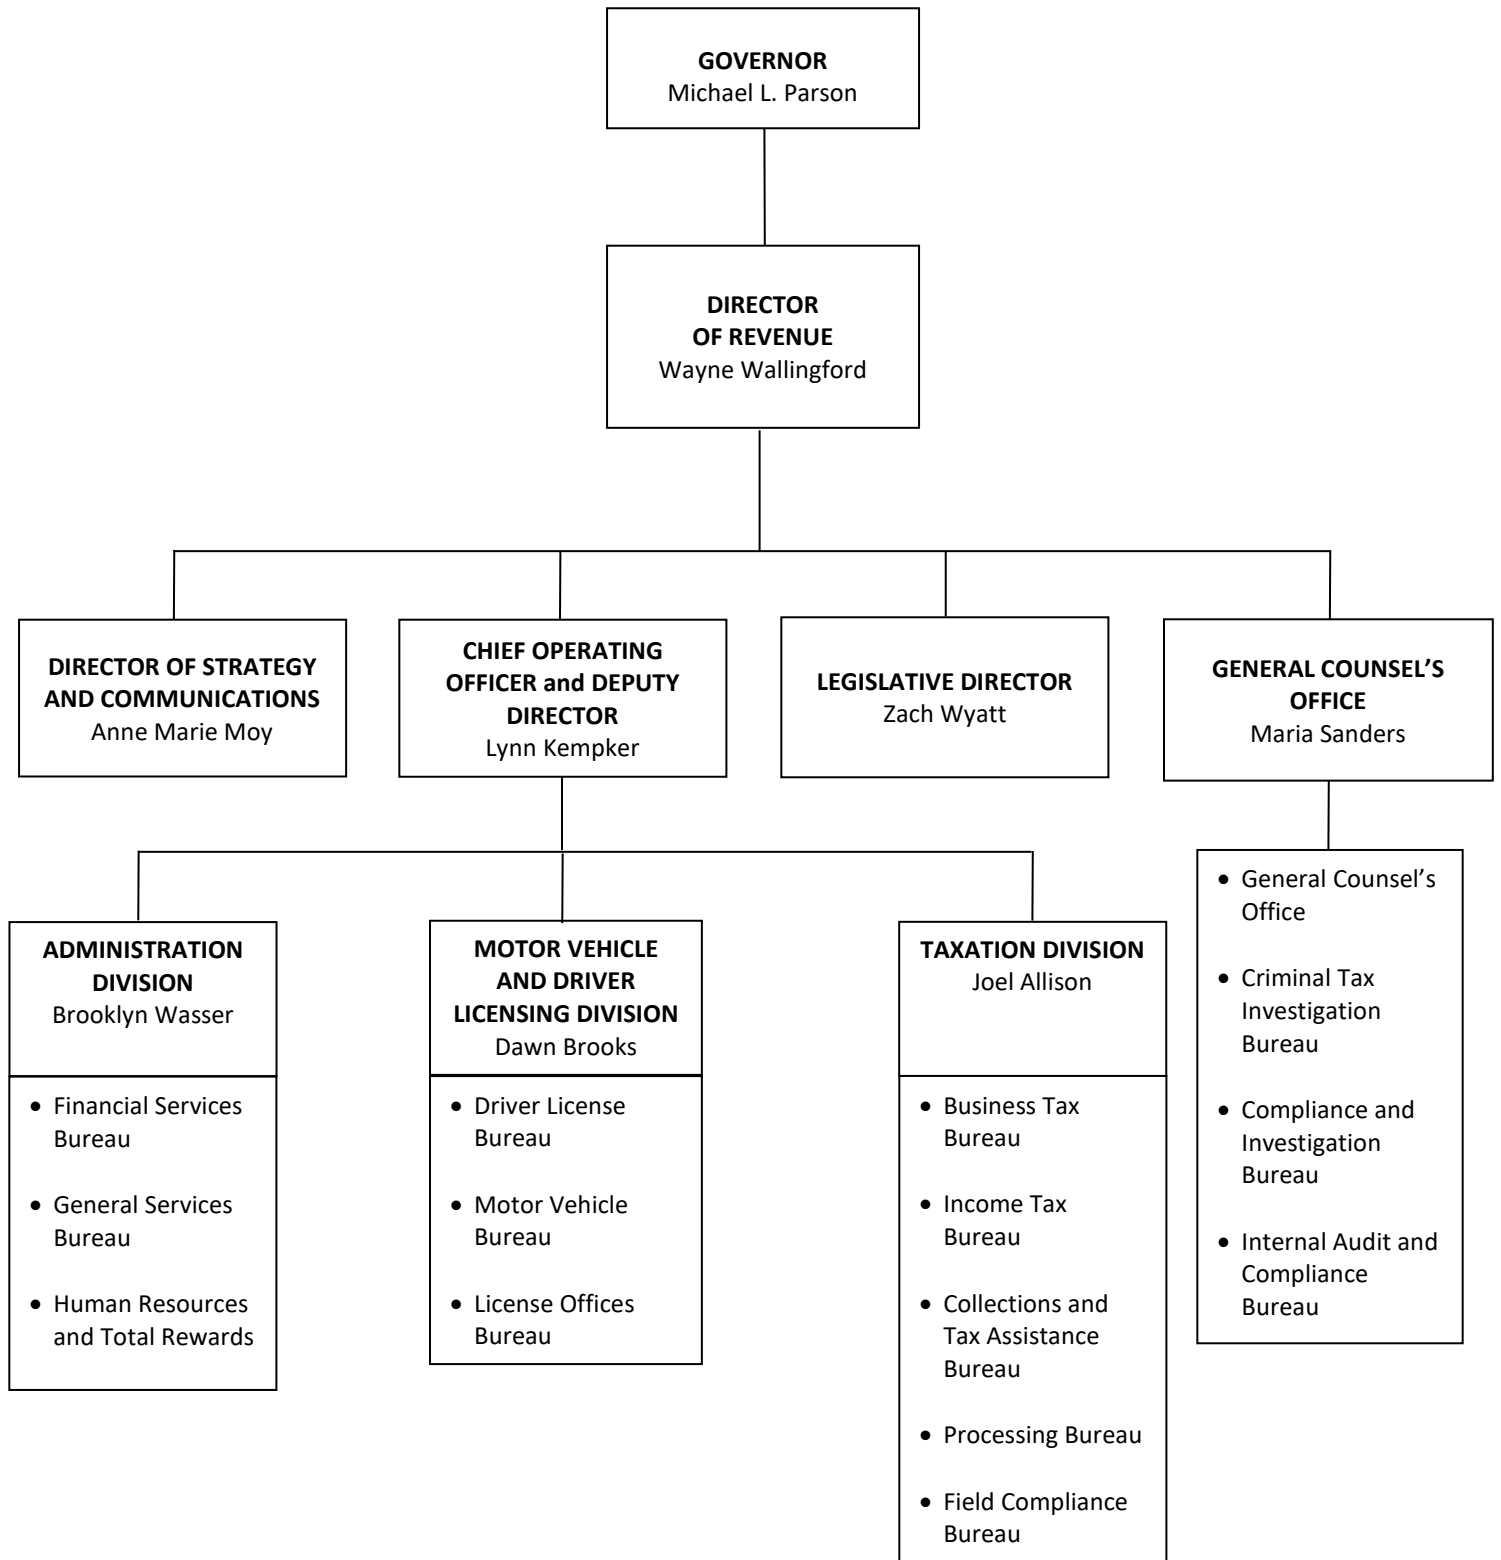 GOVERNOR
Michael L. Parson
DIRECTOR
OF REVENUE
Wayne Wallingford
DIRECTOR OF STRATEGY
AND COMMUNICATIONS
Anne Marie Moy
CHIEF OPERATING
OFFICER and DEPUTY
DIRECTOR
Lynn Kempker
LEGISLATIVE DIRECTOR
Zach Wyatt
GENERAL COUNSEL’S
OFFICE
Maria Sanders
ADMINISTRATION
DIVISION
Brooklyn Wasser
• Financial Services
Bureau
• General Services
Bureau
• Human Resources
and Total Rewards
MOTOR VEHICLE
AND DRIVER
LICENSING DIVISION
Dawn Brooks
• Driver License
Bureau
• Motor Vehicle
Bureau
• License Offices
Bureau
TAXATION DIVISION
Joel Allison
• Business Tax
Bureau
• Income Tax
Bureau
• Collections and
Tax Assistance
Bureau
• Processing Bureau
• Field Compliance
Bureau
• General Counsel’s
Office
• Criminal Tax
Investigation
Bureau
• Compliance and
Investigation
Bureau
• Internal Audit and
Compliance
Bureau